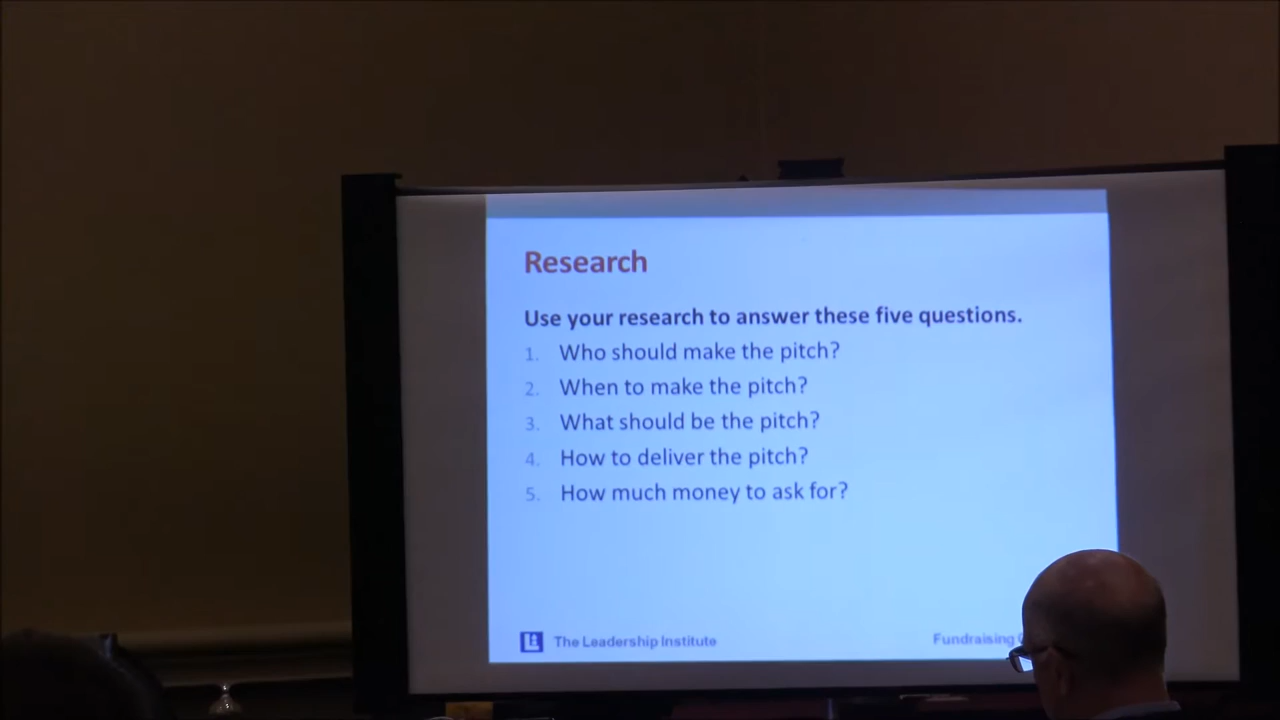 Research
Use your research to answer these five questions.
1. Who should make the pitch?
2. When to make the pitch?
3. What should be the pitch?
4. How to deliver the pitch?
5. How much money to ask for?
The Leadership Institute
Fundraising